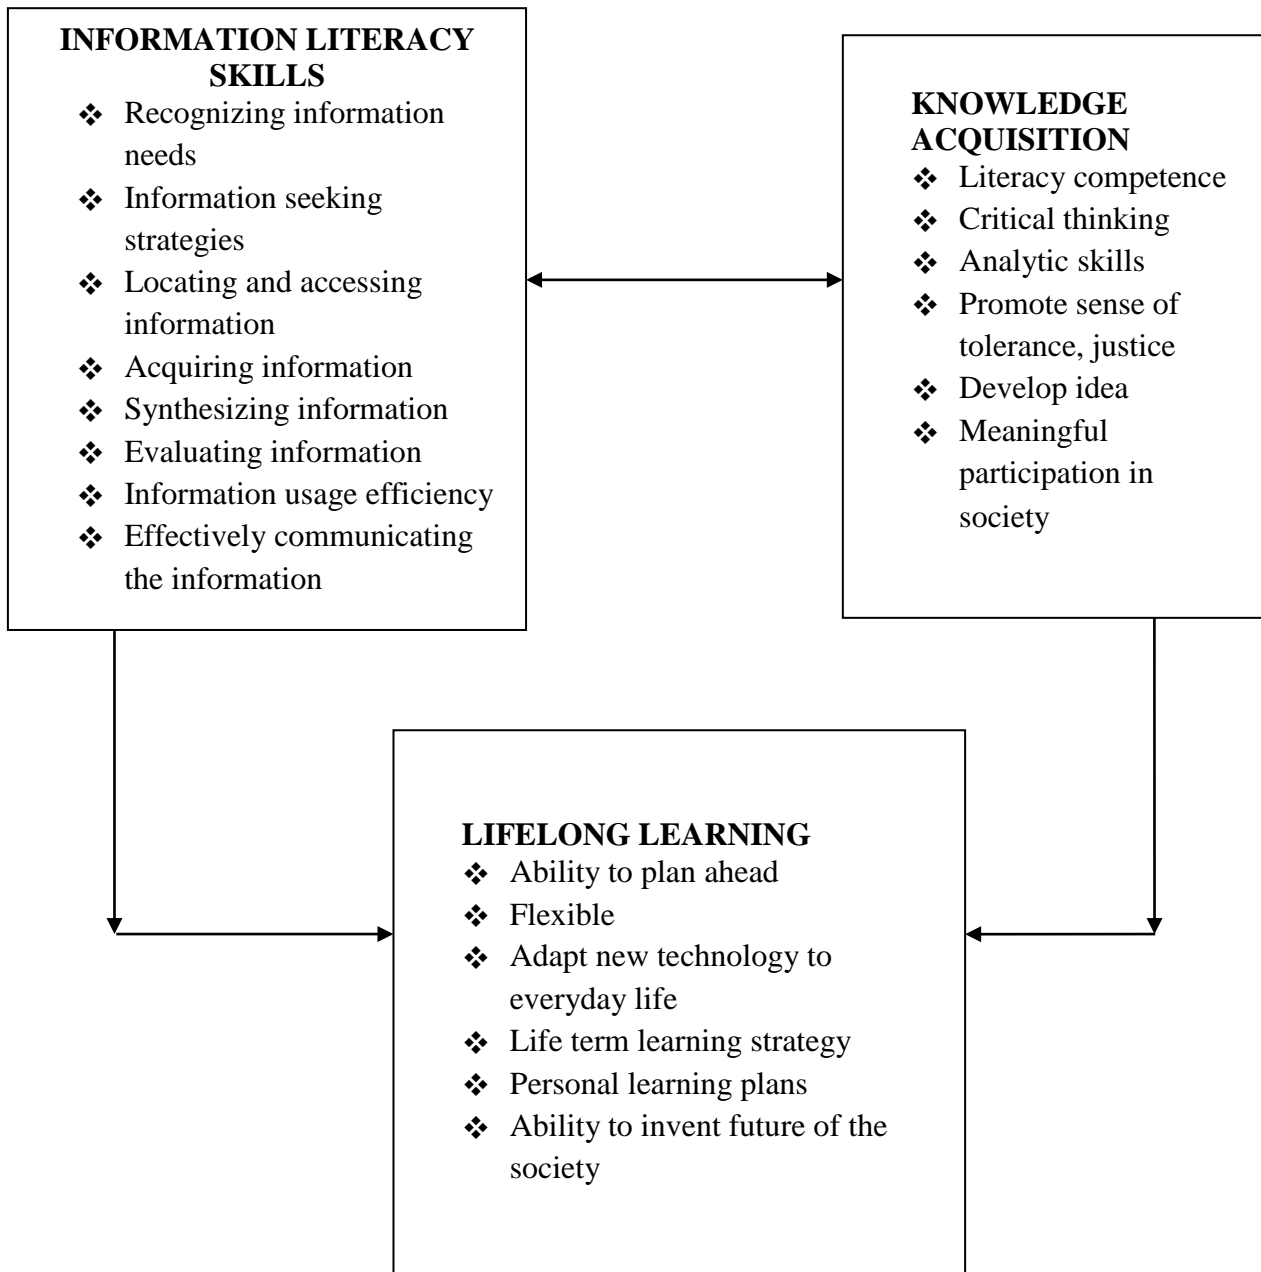 INFORMATION LITERACY
SKILLS
❖ Recognizing information
needs
❖ Information seeking
strategies
❖ Locating and accessing
information
❖ Acquiring information
❖ Synthesizing information
❖ Evaluating information
❖ Information usage efficiency
❖ Effectively communicating
the information
KNOWLEDGE
ACQUISITION
❖ Literacy competence
❖ Critical thinking
❖ Analytic skills
❖ Promote sense of
tolerance, justice
❖ Develop idea
❖ Meaningful
participation in
society
LIFELONG LEARNING
❖ Ability to plan ahead
❖ Flexible
❖ Adapt new technology to
everyday life
❖ Life term learning strategy
❖ Personal learning plans
❖ Ability to invent future of the
society